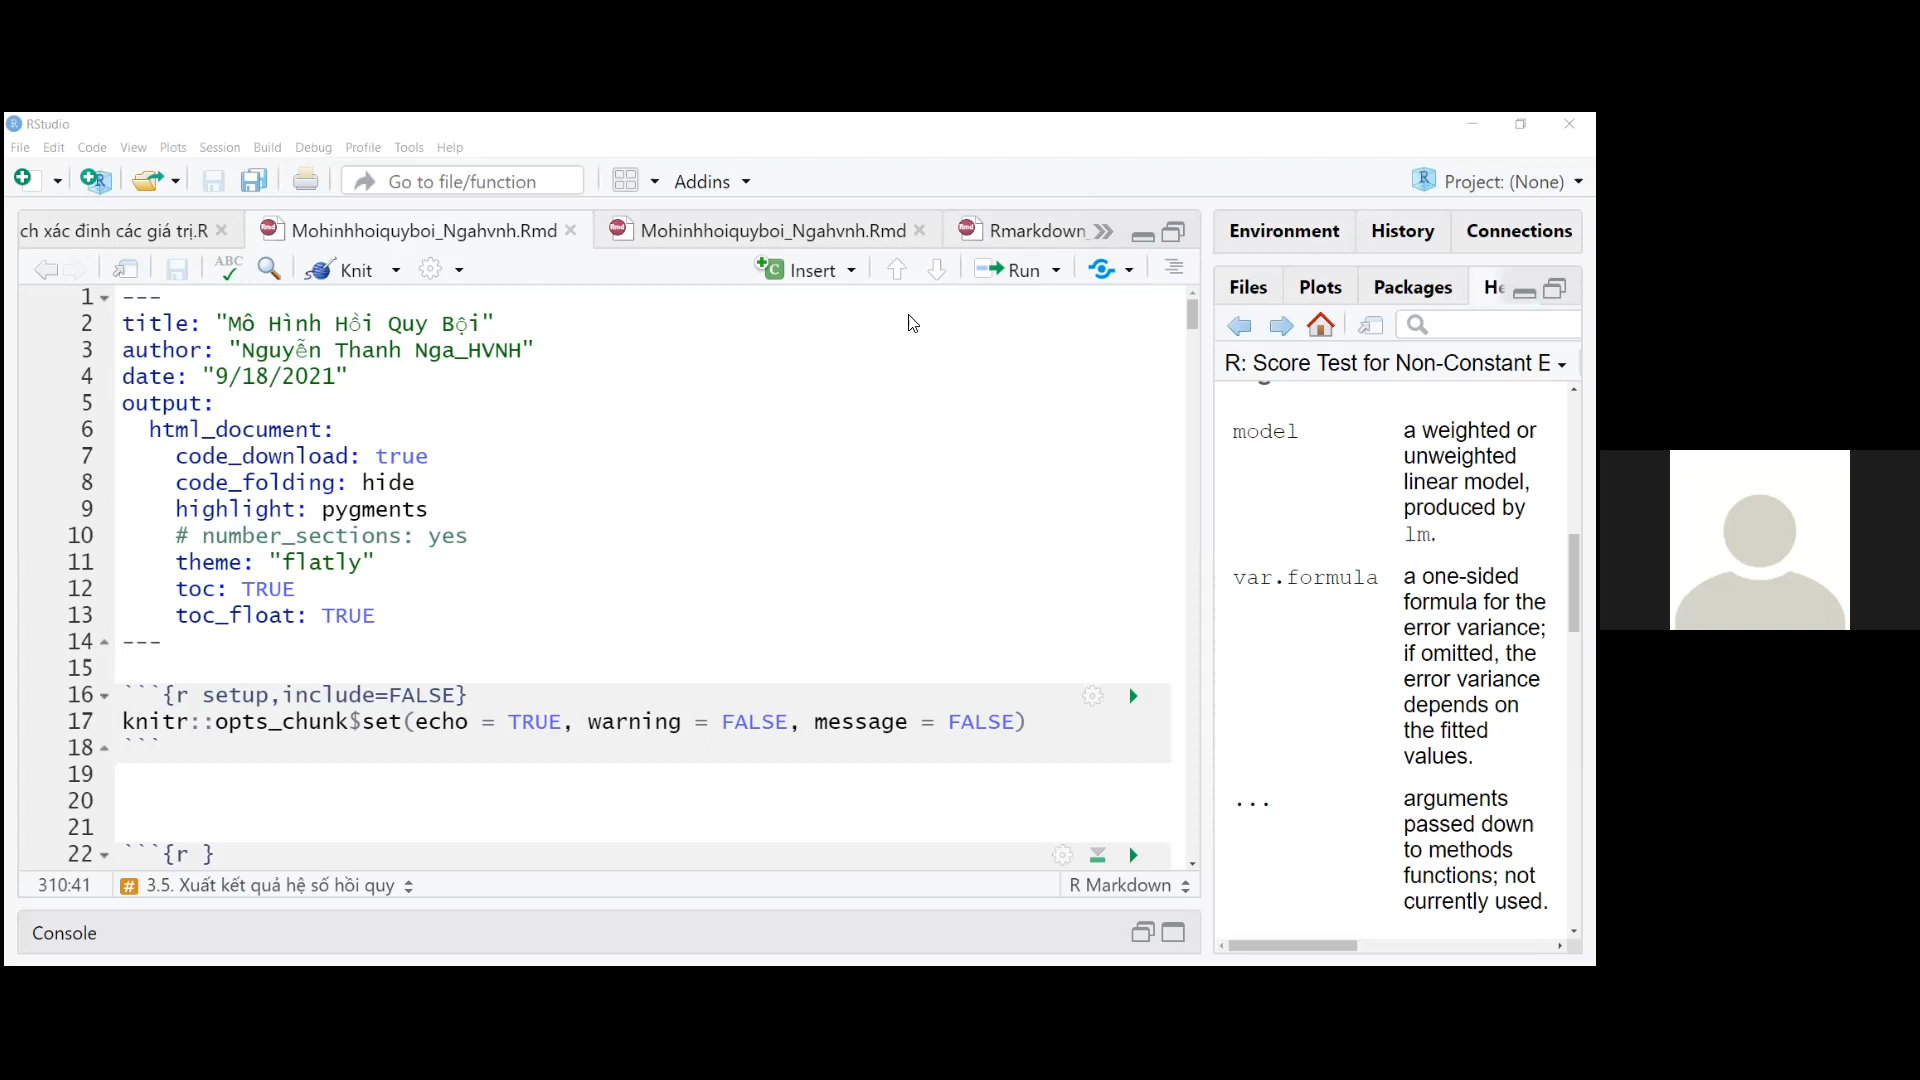 RStudio
File Edit Code View Plots Session Build Debug Profile Tools Help
Go to file/function
Addins
Project: (None)
ch xác đinh các giá trị.R
Mohinhhoiquyboi_Ngahvnh.Rmd
Mohinhhoiquyboi_Ngahvnh.Rmd
Rmarkdown_
ABC
Knit
Insert
Run
1 ---
2 title: "Mô Hình Hồi Quy Bội"
3 author: "Nguyễn Thanh Nga_HVNH"
4 date: "9/18/2021"
5 output:
6 html_document:
7 code_download: true
8 code_folding: hide
9 highlight: pygments
10 # number_sections: yes
11 theme: "flatly"
12 toc: TRUE
13 toc_float: TRUE
14 ---
15
16 ```{r setup,include=FALSE}
17 knitr::opts_chunk$set(echo = TRUE, warning = FALSE, message = FALSE)
18 ```
19
20
21
22 ```{r }
310:41
# 3.5. Xuất kết quả hệ số hồi quy
R Markdown
Console
Environment History Connections
Files Plots Packages He
R: Score Test for Non-Constant E
model
a weighted or
unweighted
linear model,
produced by
lm.
var.formula
a one-sided
formula for the
error variance;
if omitted, the
error variance
depends on
the fitted
values.
...
arguments
passed down
to methods
functions; not
currently used.